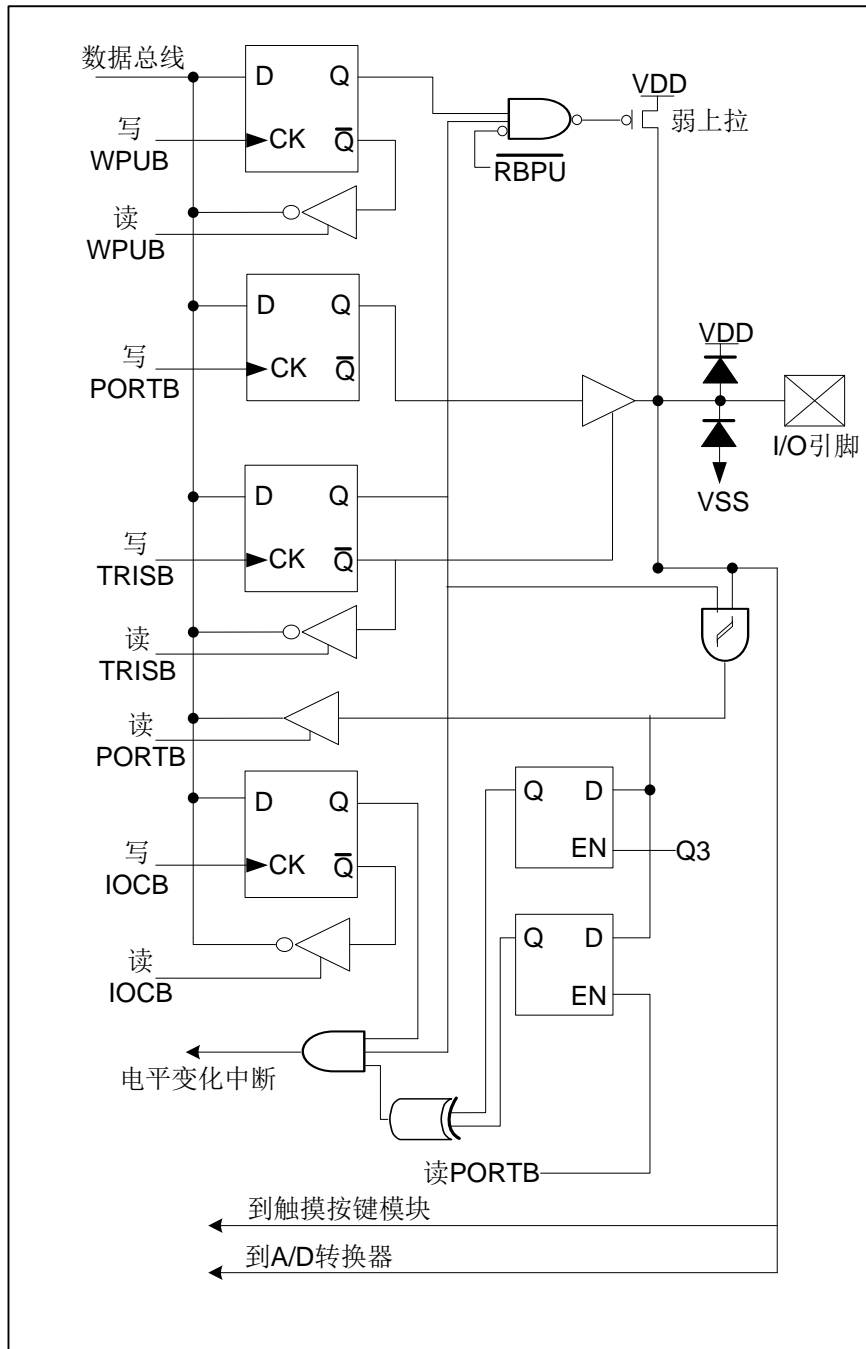 数据总线
D Q
写
WPUB
CK Q̅
读
WPUB
R̅B̅P̅U̅
VDD
弱上拉
D Q
写
PORTB
CK Q̅
VDD
I/O引脚
VSS
D Q
写
TRISB
CK Q̅
读
TRISB
读
PORTB
D Q
写
IOCB
CK Q̅
读
IOCB
Q D
EN
Q3
Q D
EN
电平变化中断
读PORTB
到触摸按键模块
到A/D转换器